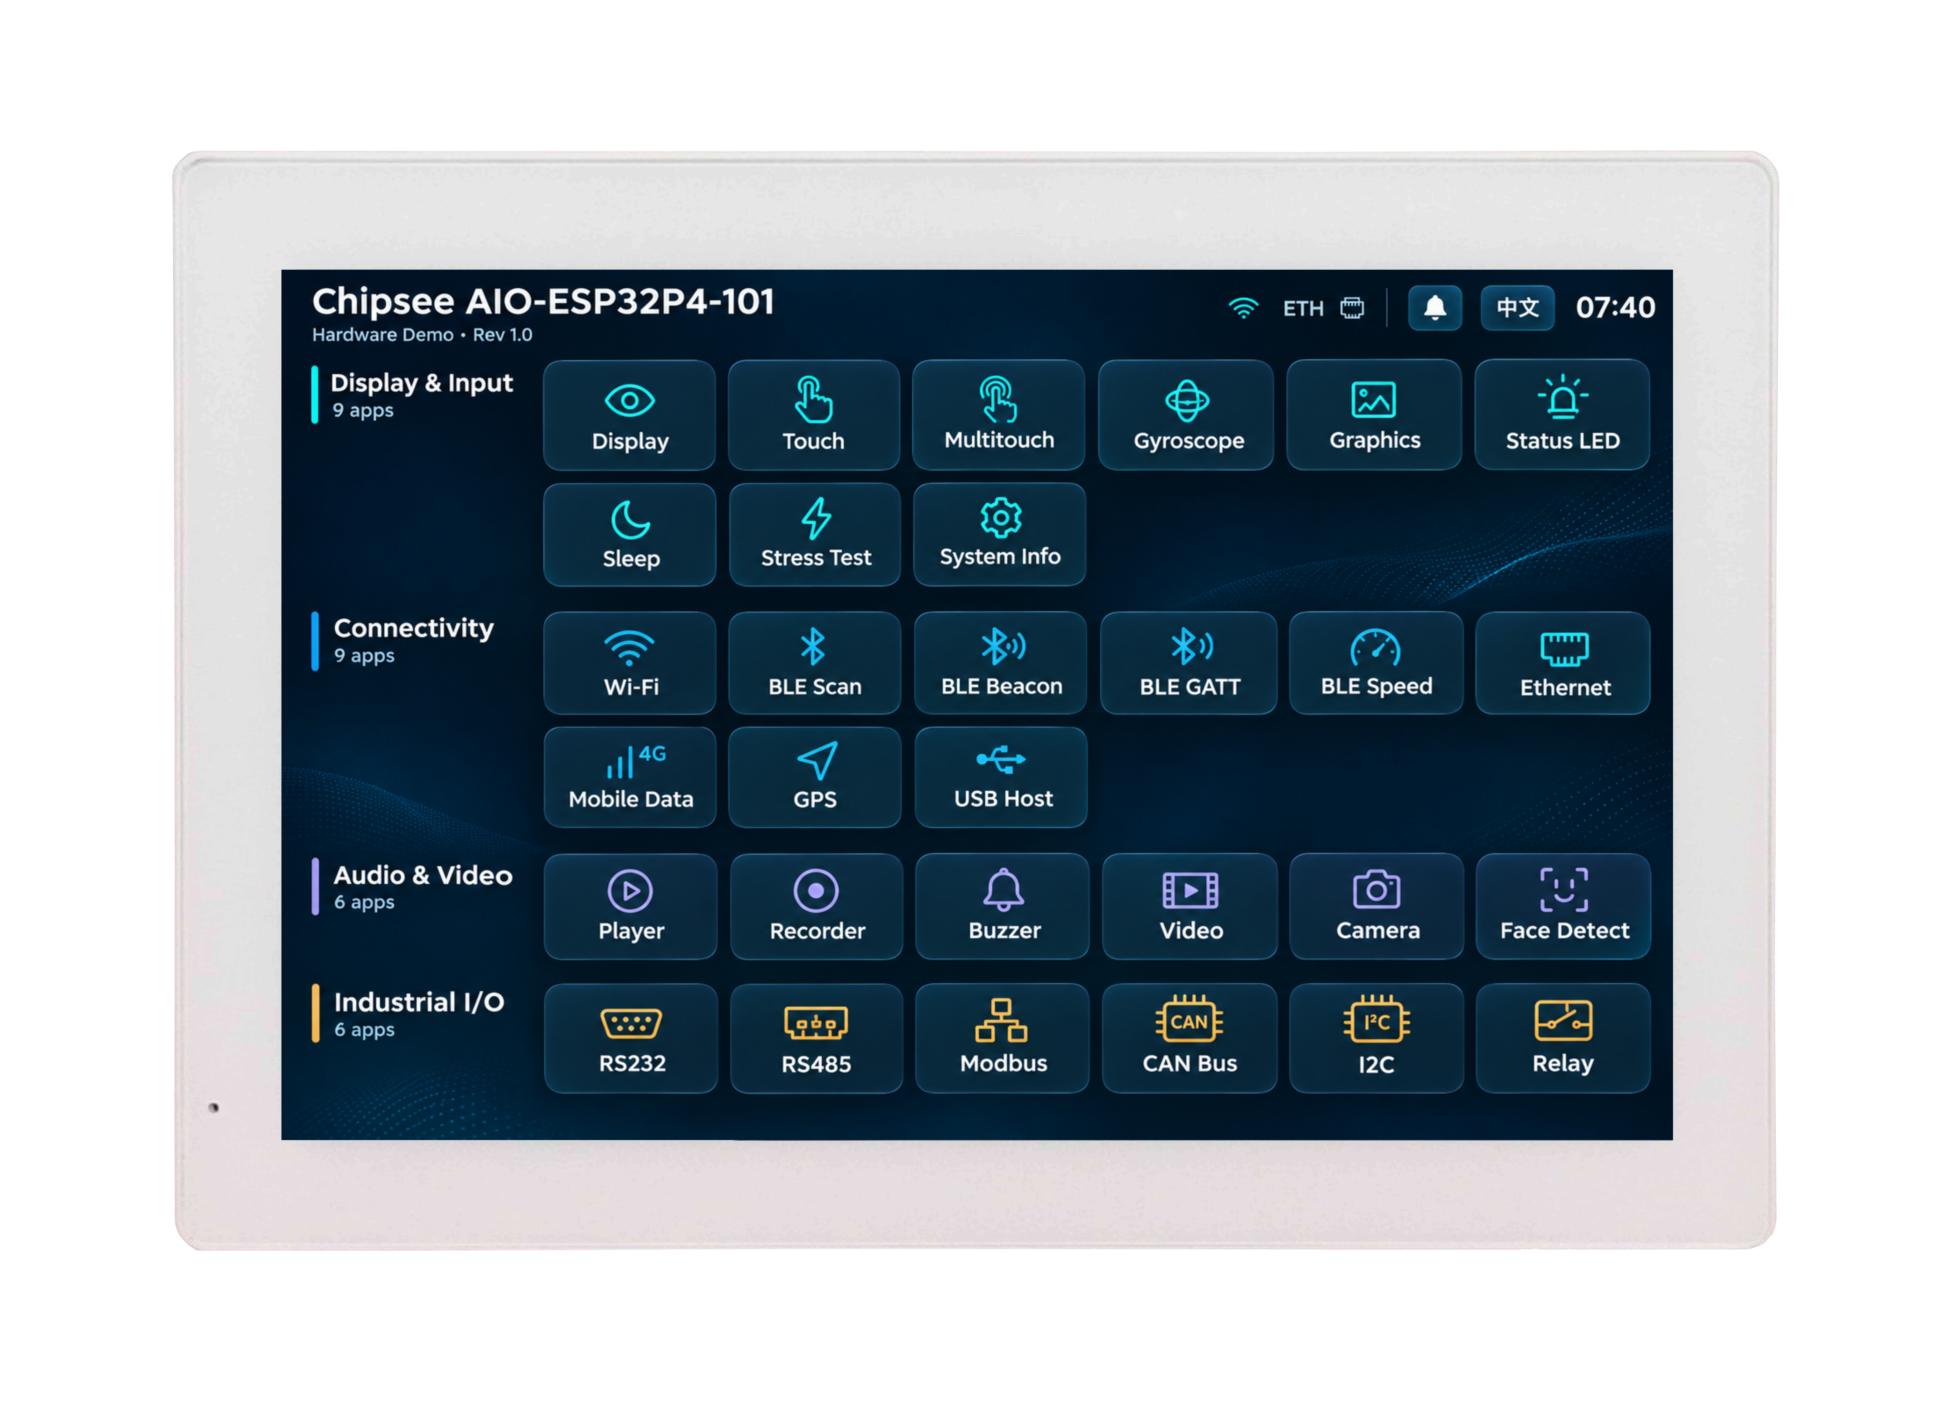 Chipsee AIO-ESP32P4-101
Hardware Demo • Rev 1.0
ETH
中文
07:40
Display & Input
9 apps
Display
Touch
Multitouch
Gyroscope
Graphics
Status LED
Sleep
Stress Test
System Info
Connectivity
9 apps
Wi-Fi
BLE Scan
BLE Beacon
BLE GATT
BLE Speed
Ethernet
4G
Mobile Data
GPS
USB Host
Audio & Video
6 apps
Player
Recorder
Buzzer
Video
Camera
Face Detect
Industrial I/O
6 apps
RS232
RS485
Modbus
CAN
CAN Bus
I²C
I2C
Relay